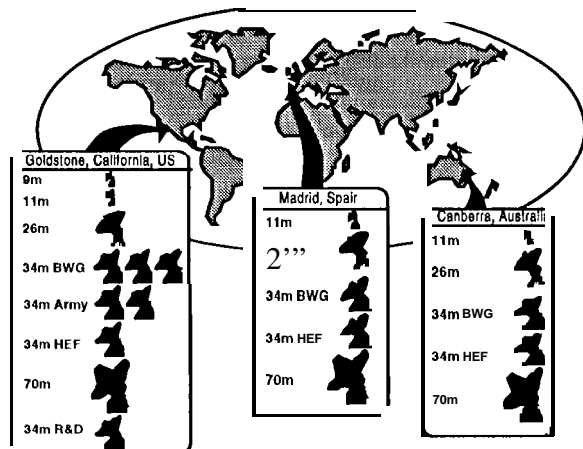 Goldstone, California, US
9m
11m
26m
34m BWG
34m Army
34m HEF
70m
34m R&D
Madrid, Spair
11m
2”’”
34m BWG
34m HEF
70m
Canberra, Australi
11m
26m
34m BWG
34m HEF
70m